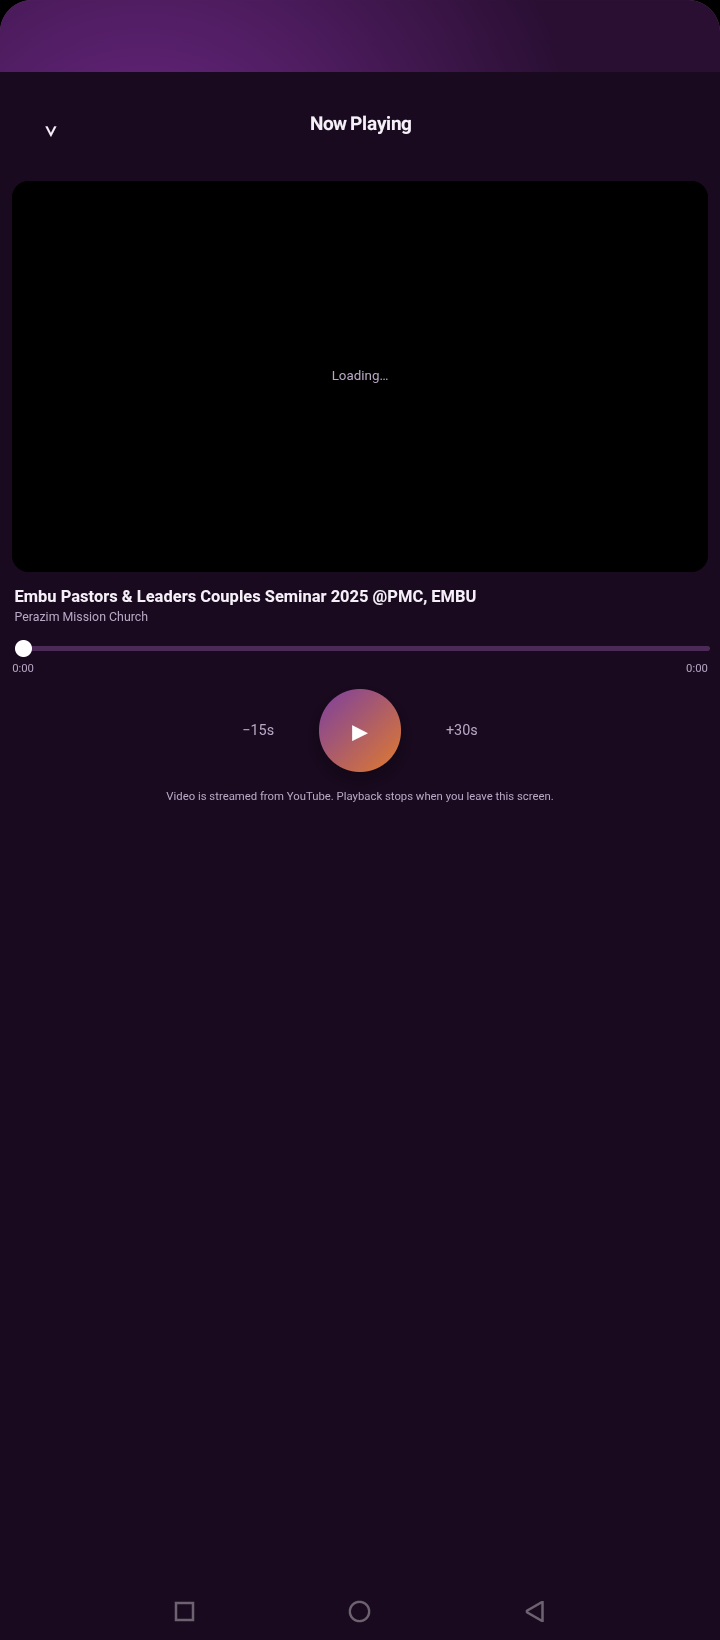 Now Playing
Loading…
Embu Pastors & Leaders Couples Seminar 2025 @PMC, EMBU
Perazim Mission Church
0:00 0:00
−15s +30s
Video is streamed from YouTube. Playback stops when you leave this screen.